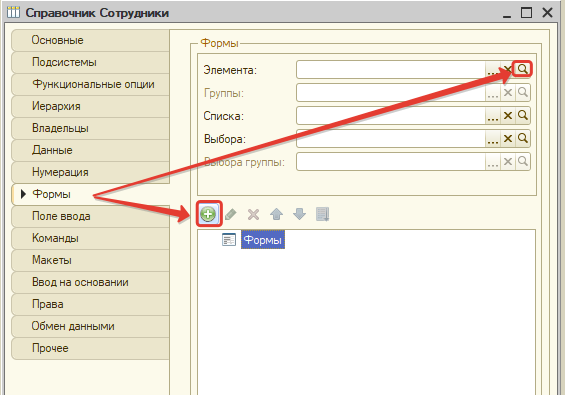 Справочник Сотрудники
Основные
Подсистемы
Функциональные опции
Иерархия
Владельцы
Данные
Нумерация
Формы
Поле ввода
Команды
Макеты
Ввод на основании
Права
Обмен данными
Прочее
Формы
Элемента:
Группы:
Списка:
Выбора:
Выбора группы:
Формы